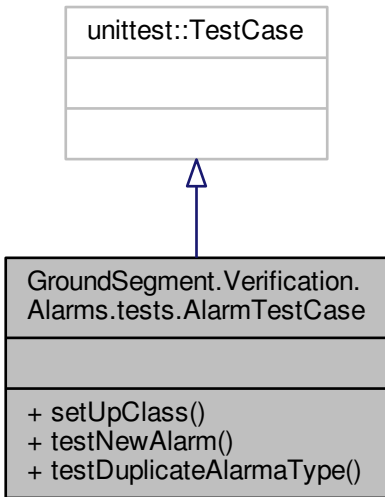 unittest::TestCase
GroundSegment.Verification.
Alarms.tests.AlarmTestCase
+ setUpClass()
+ testNewAlarm()
+ testDuplicateAlarmaType()